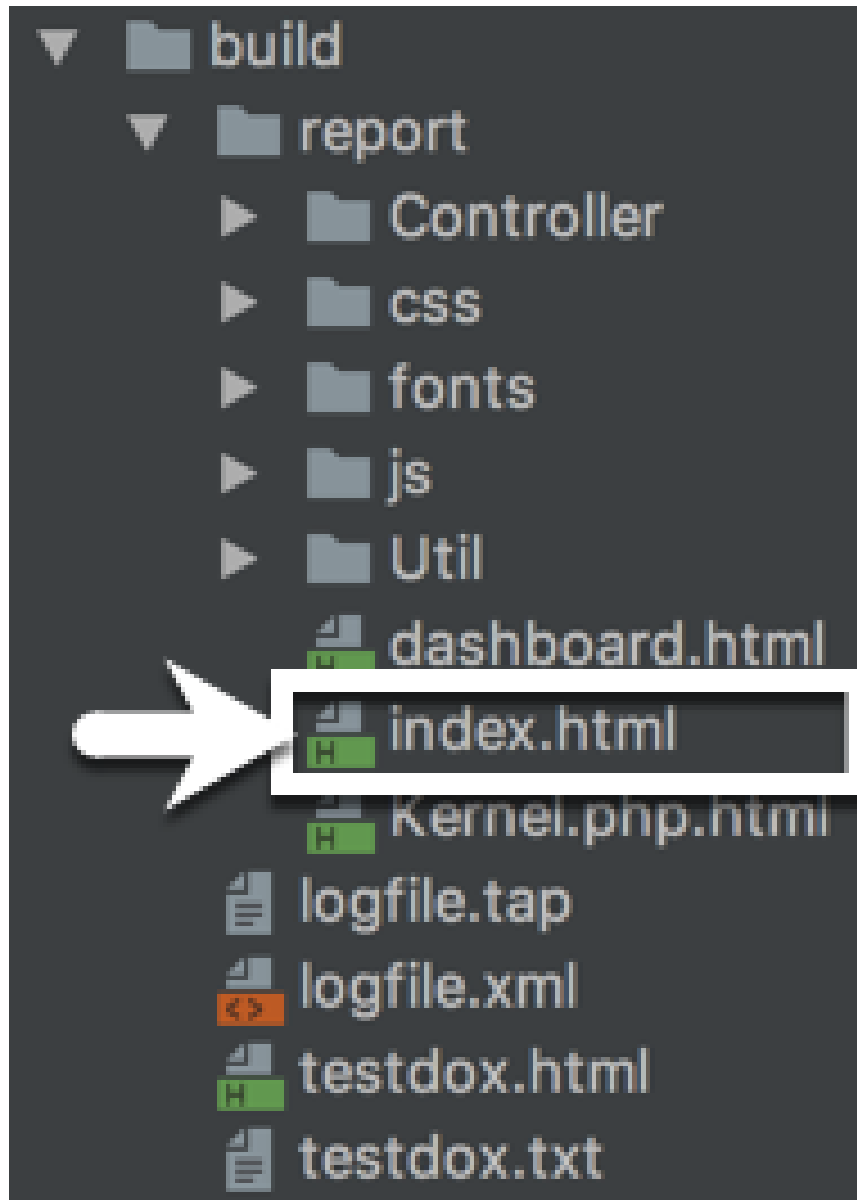 build
report
Controller
css
fonts
js
Util
dashboard.html
index.html
Kernel.php.html
logfile.tap
logfile.xml
testdox.html
testdox.txt